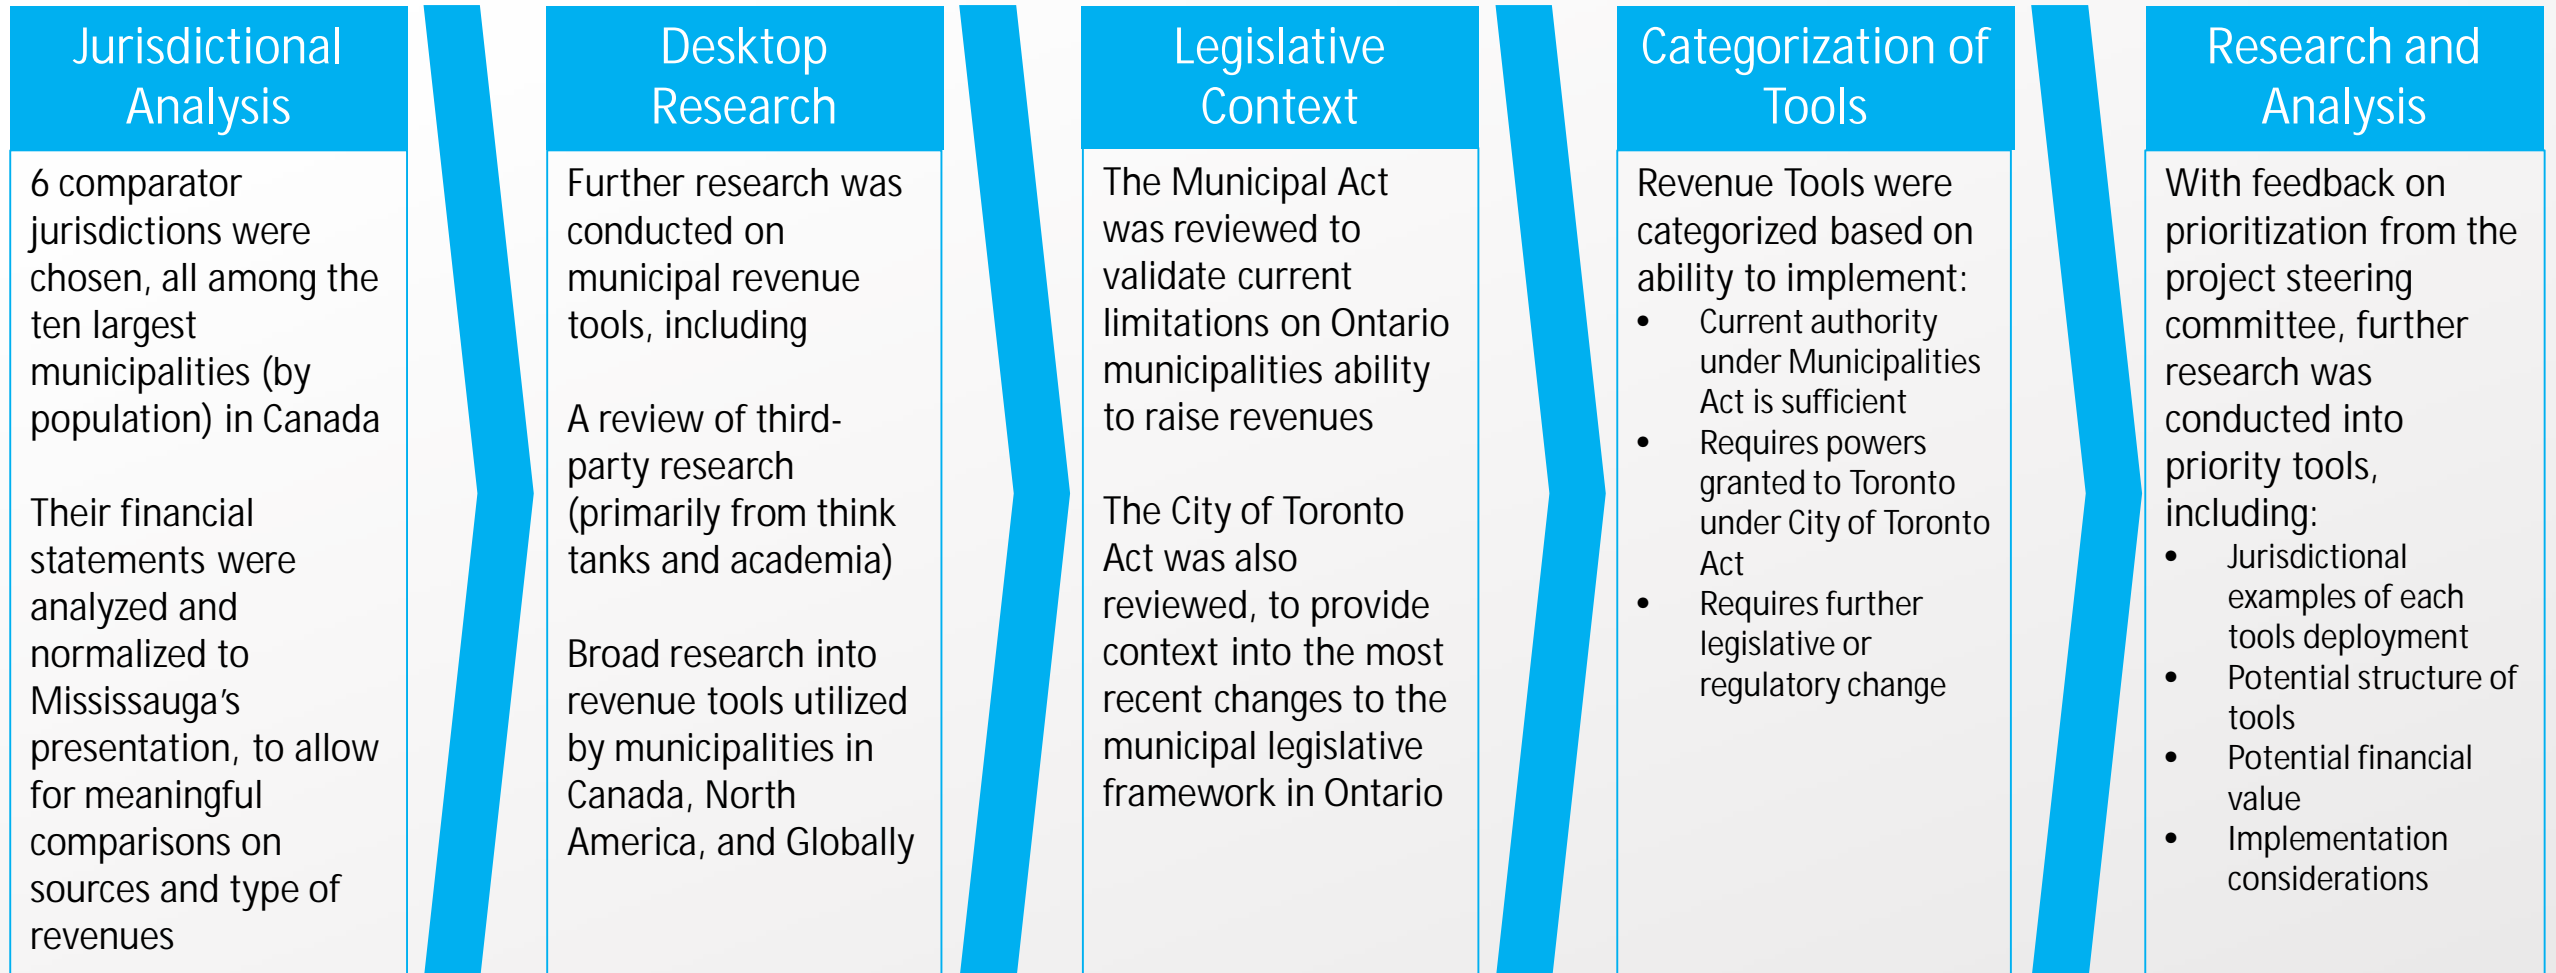 Jurisdictional
Analysis
6 comparator
jurisdictions were
chosen, all among the
ten largest
municipalities (by
population) in Canada
Their financial
statements were
analyzed and
normalized to
Mississauga's
presentation, to allow
for meaningful
comparisons on
sources and type of
revenues
Desktop
Research
Further research was
conducted on
municipal revenue
tools, including
A review of third-
party research
(primarily from think
tanks and academia)
Broad research into
revenue tools utilized
by municipalities in
Canada, North
America, and Globally
Legislative
Context
The Municipal Act
was reviewed to
validate current
limitations on Ontario
municipalities ability
to raise revenues
The City of Toronto
Act was also
reviewed, to provide
context into the most
recent changes to the
municipal legislative
framework in Ontario
Categorization of
Tools
Revenue Tools were
categorized based on
ability to implement:
• Current authority
under Municipalities
Act is sufficient
• Requires powers
granted to Toronto
under City of Toronto
Act
• Requires further
legislative or
regulatory change
Research and
Analysis
With feedback on
prioritization from the
project steering
committee, further
research was
conducted into
priority tools,
including:
• Jurisdictional
examples of each
tools deployment
• Potential structure of
tools
• Potential financial
value
• Implementation
considerations